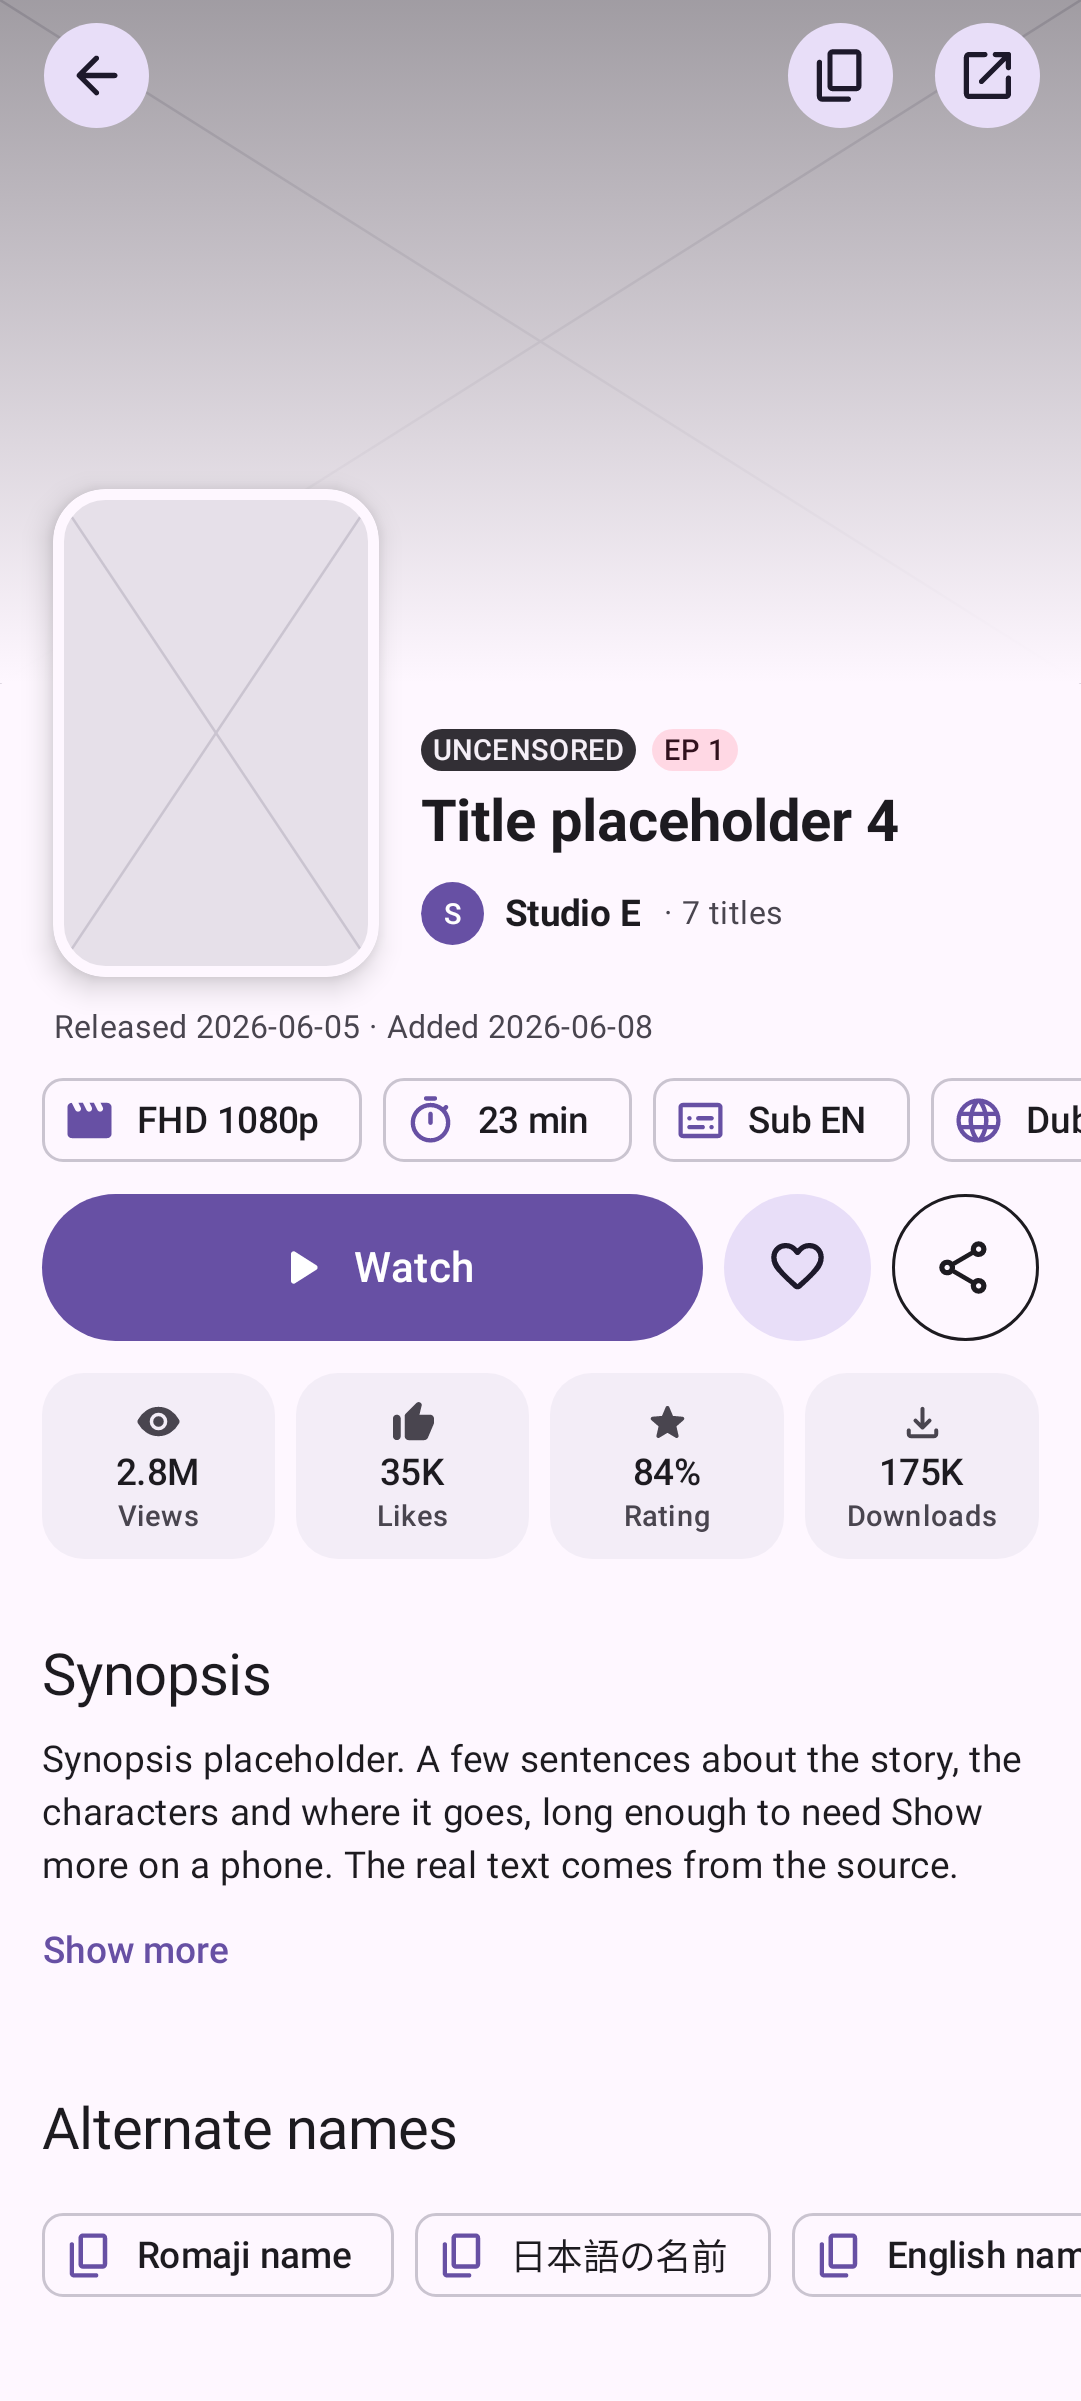 UNCENSORED EP 1
Title placeholder 4
S Studio E · 7 titles
Released 2026-06-05 · Added 2026-06-08
FHD 1080p 23 min Sub EN Dub
Watch
2.8M 35K 84% 175K
Views Likes Rating Downloads
Synopsis
Synopsis placeholder. A few sentences about the story, the
characters and where it goes, long enough to need Show
more on a phone. The real text comes from the source.
Show more
Alternate names
Romaji name 日本語の名前 English nam